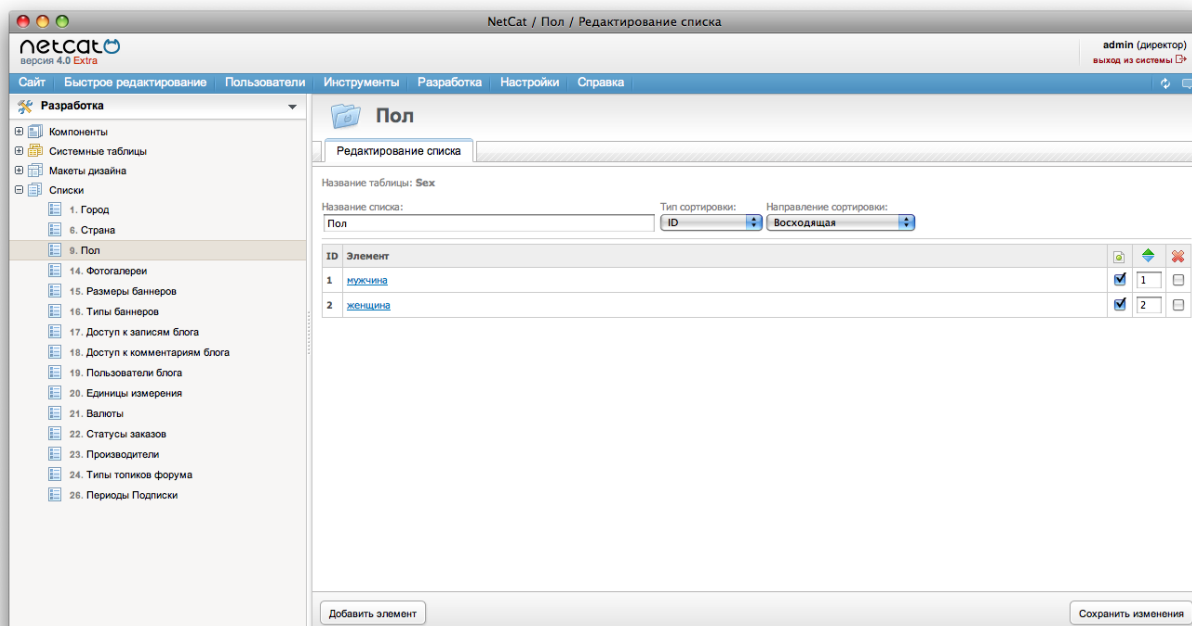 NetCat / Пол / Редактирование списка
netcat
версия 4.0 Extra
admin (директор)
выход из системы
Сайт Быстрое редактирование Пользователи Инструменты Разработка Настройки Справка
Разработка
Компоненты
Системные таблицы
Макеты дизайна
Списки
1. Город
6. Страна
9. Пол
14. Фотогалереи
15. Размеры баннеров
16. Типы баннеров
17. Доступ к записям блога
18. Доступ к комментариям блога
19. Пользователи блога
20. Единицы измерения
21. Валюты
22. Статусы заказов
23. Производители
24. Типы топиков форума
26. Периоды Подписки
Пол
Редактирование списка
Название таблицы: Sex
Название списка: Тип сортировки: Направление сортировки:
Пол ID Восходящая
ID Элемент
1 мужчина 1
2 женщина 2
Добавить элемент Сохранить изменения